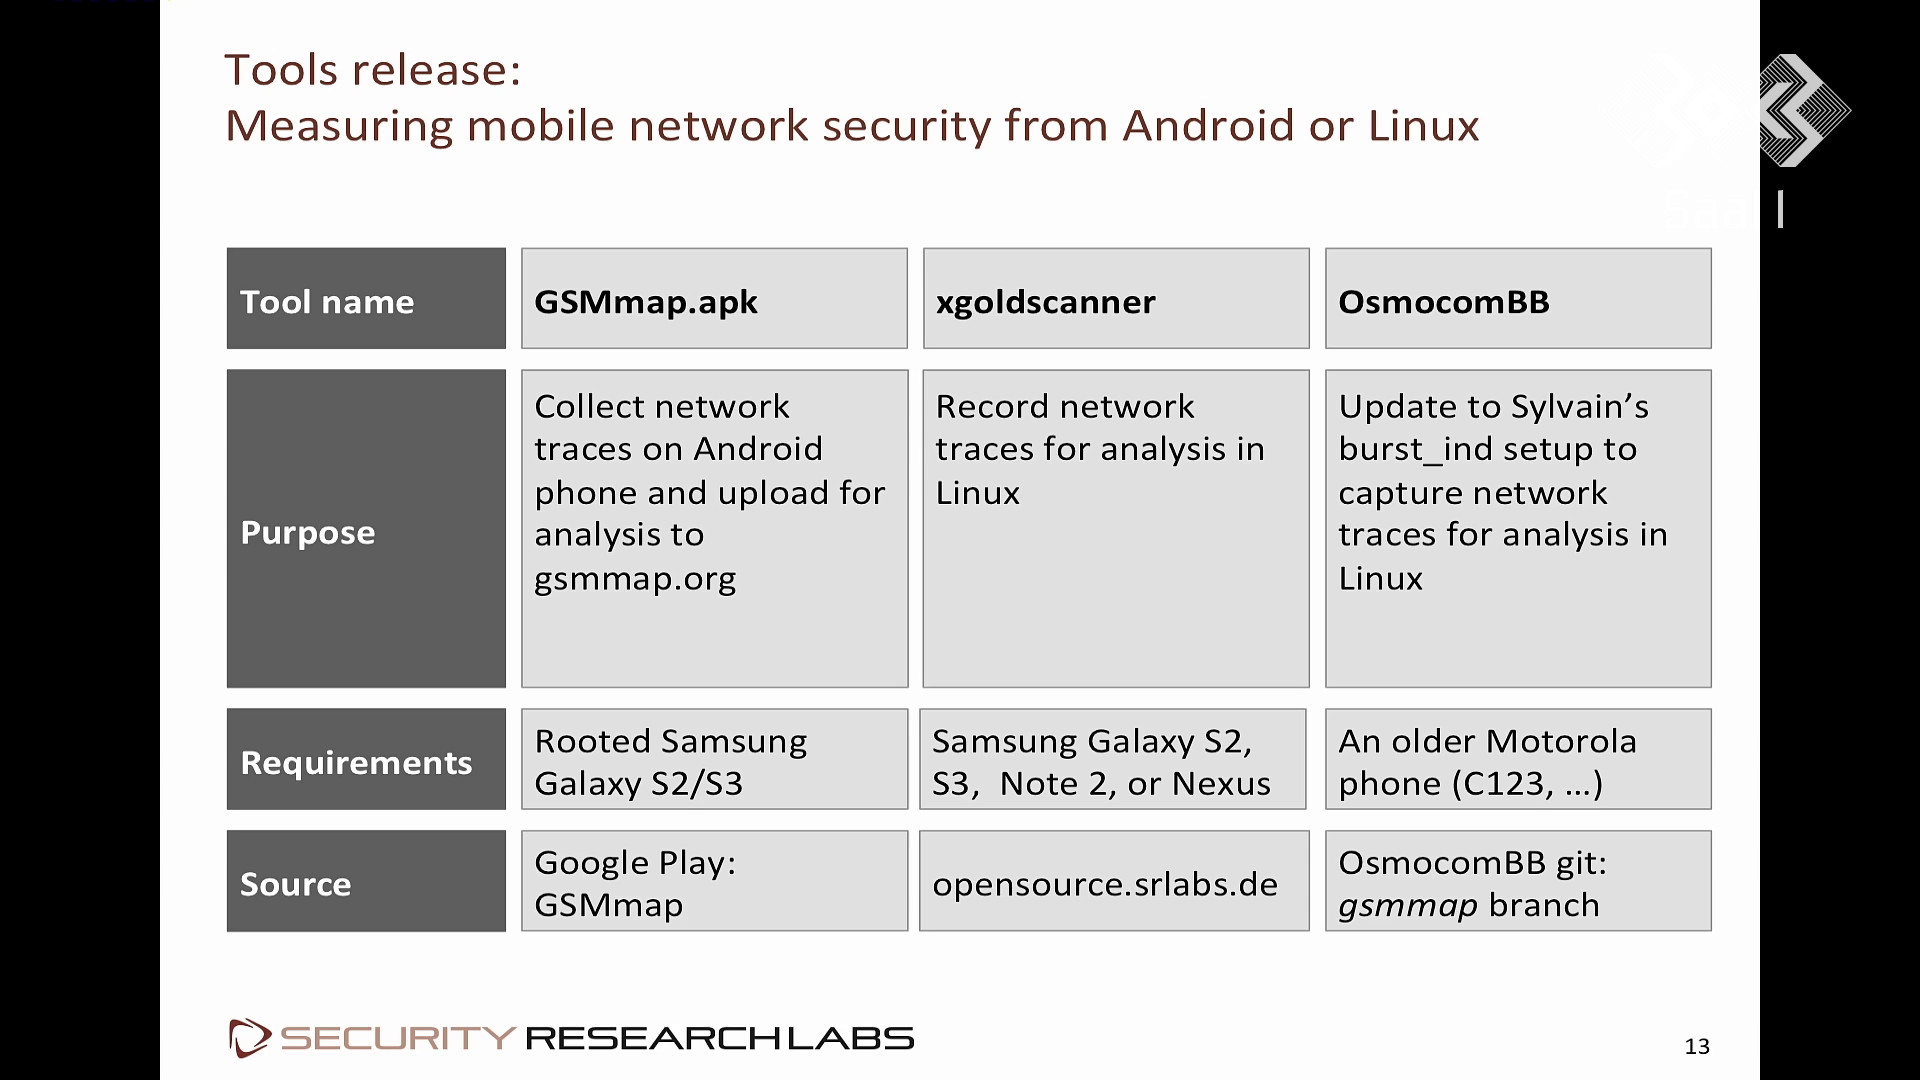 Tools release:
Measuring mobile network security from Android or Linux
Saal 1
Tool name
GSMmap.apk
xgoldscanner
OsmocomBB
Purpose
Collect network
traces on Android
phone and upload for
analysis to
gsmmap.org
Record network
traces for analysis in
Linux
Update to Sylvain’s
burst_ind setup to
capture network
traces for analysis in
Linux
Requirements
Rooted Samsung
Galaxy S2/S3
Samsung Galaxy S2,
S3,  Note 2, or Nexus
An older Motorola
phone (C123, …)
Source
Google Play:
GSMmap
opensource.srlabs.de
OsmocomBB git:
gsmmap branch
SECURITY RESEARCH LABS
13